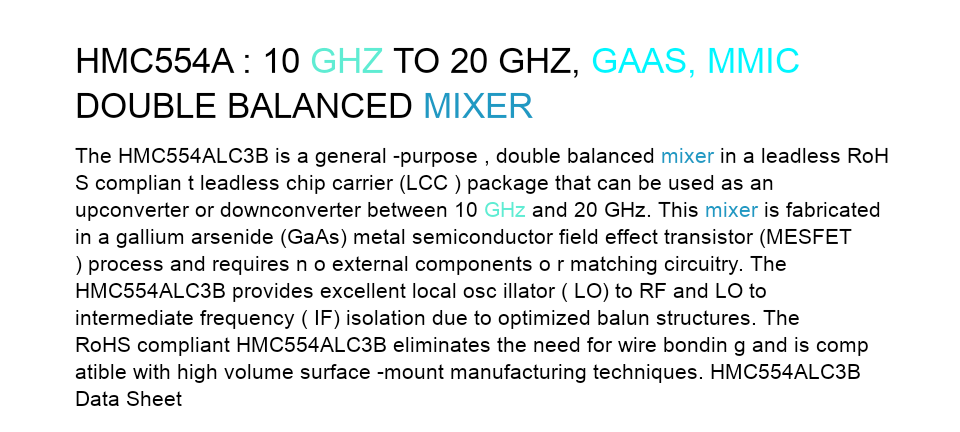 HMC554A : 10 GHZ TO 20 GHZ, GAAS, MMIC
DOUBLE BALANCED MIXER
The HMC554ALC3B is a general -purpose , double balanced mixer in a leadless RoH
S complian t leadless chip carrier (LCC ) package that can be used as an
upconverter or downconverter between 10 GHz and 20 GHz. This mixer is fabricated
in a gallium arsenide (GaAs) metal semiconductor field effect transistor (MESFET
) process and requires n o external components o r matching circuitry. The
HMC554ALC3B provides excellent local osc illator ( LO) to RF and LO to
intermediate frequency ( IF) isolation due to optimized balun structures. The
RoHS compliant HMC554ALC3B eliminates the need for wire bondin g and is comp
atible with high volume surface -mount manufacturing techniques. HMC554ALC3B
Data Sheet